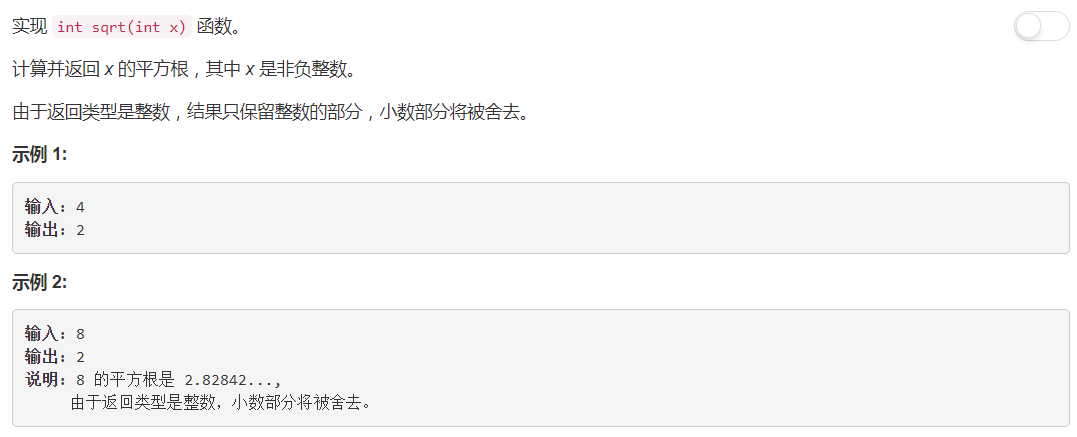 实现 int sqrt(int x) 函数。
计算并返回 x 的平方根，其中 x 是非负整数。
由于返回类型是整数，结果只保留整数的部分，小数部分将被舍去。
示例 1:
输入: 4
输出: 2
示例 2:
输入: 8
输出: 2
说明: 8 的平方根是 2.82842...,
由于返回类型是整数，小数部分将被舍去。